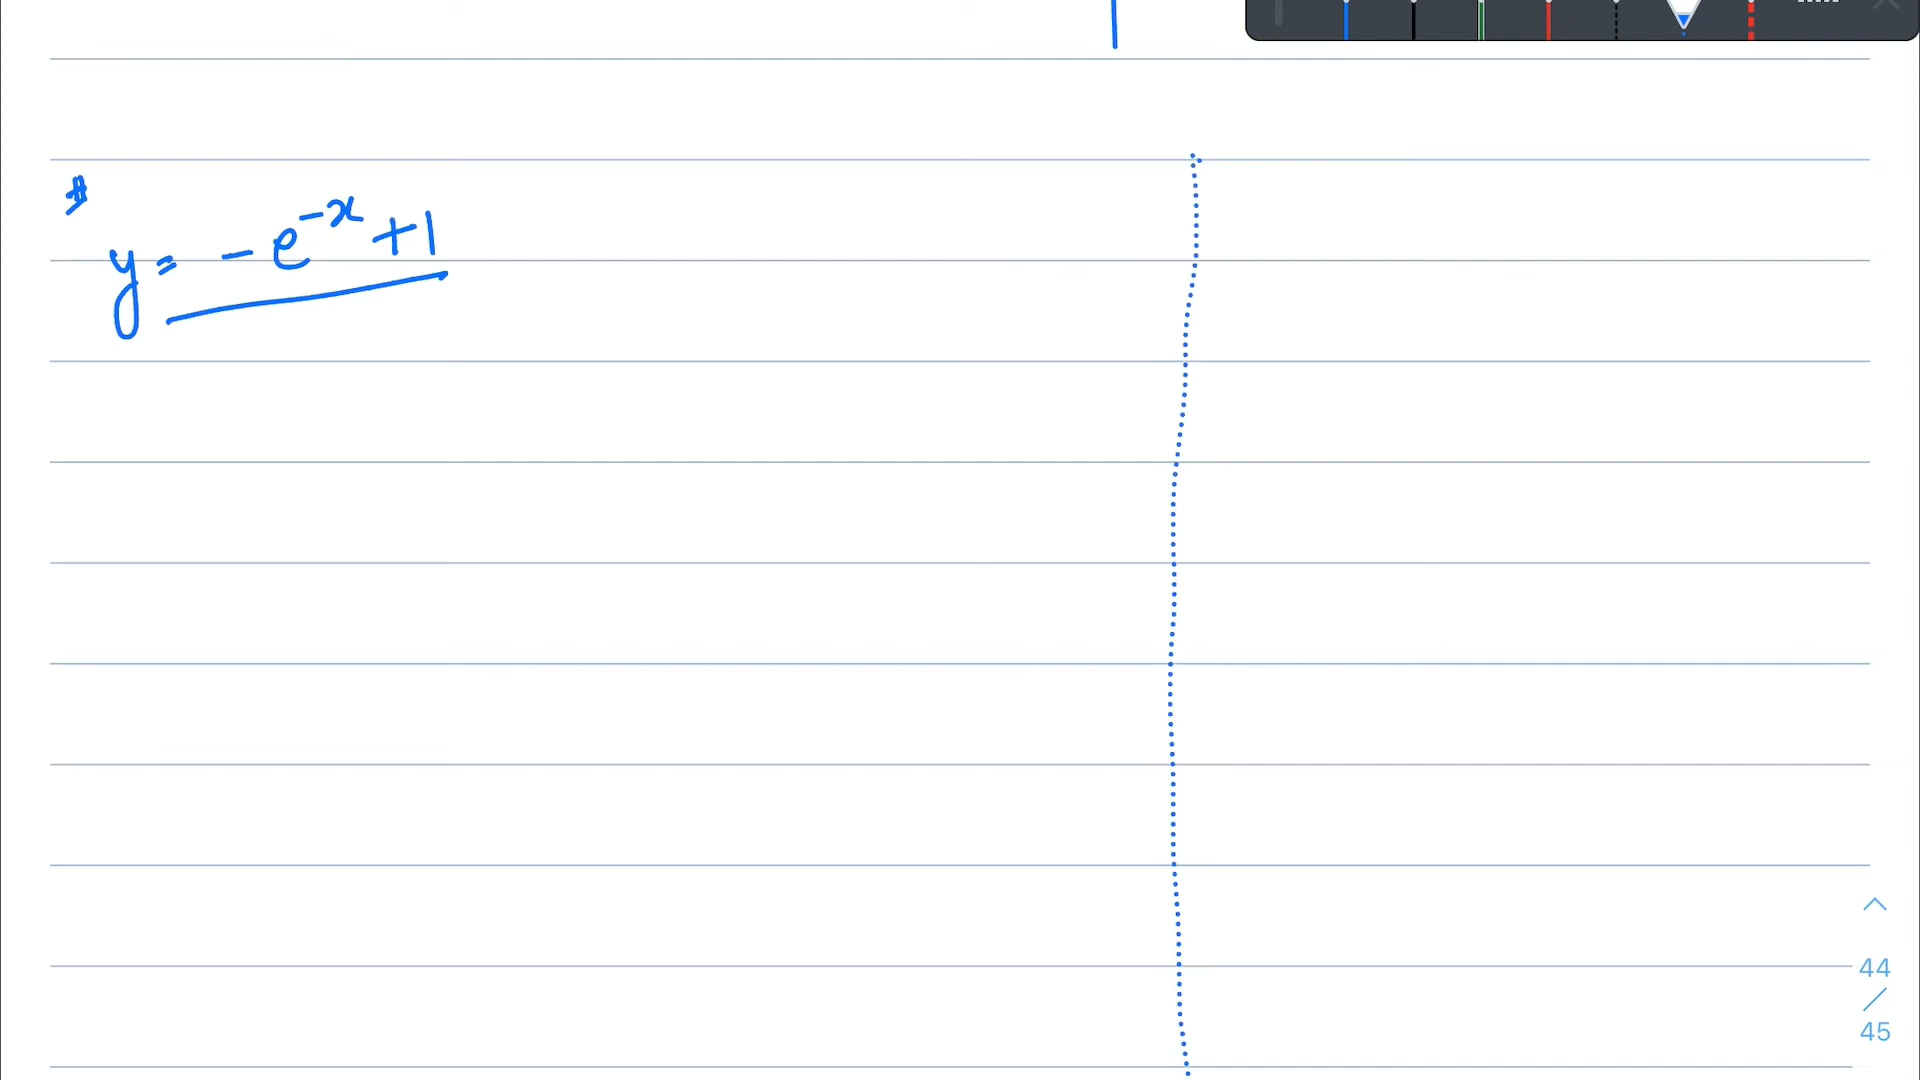 *
y = -e^{-x} + 1
44
/
45